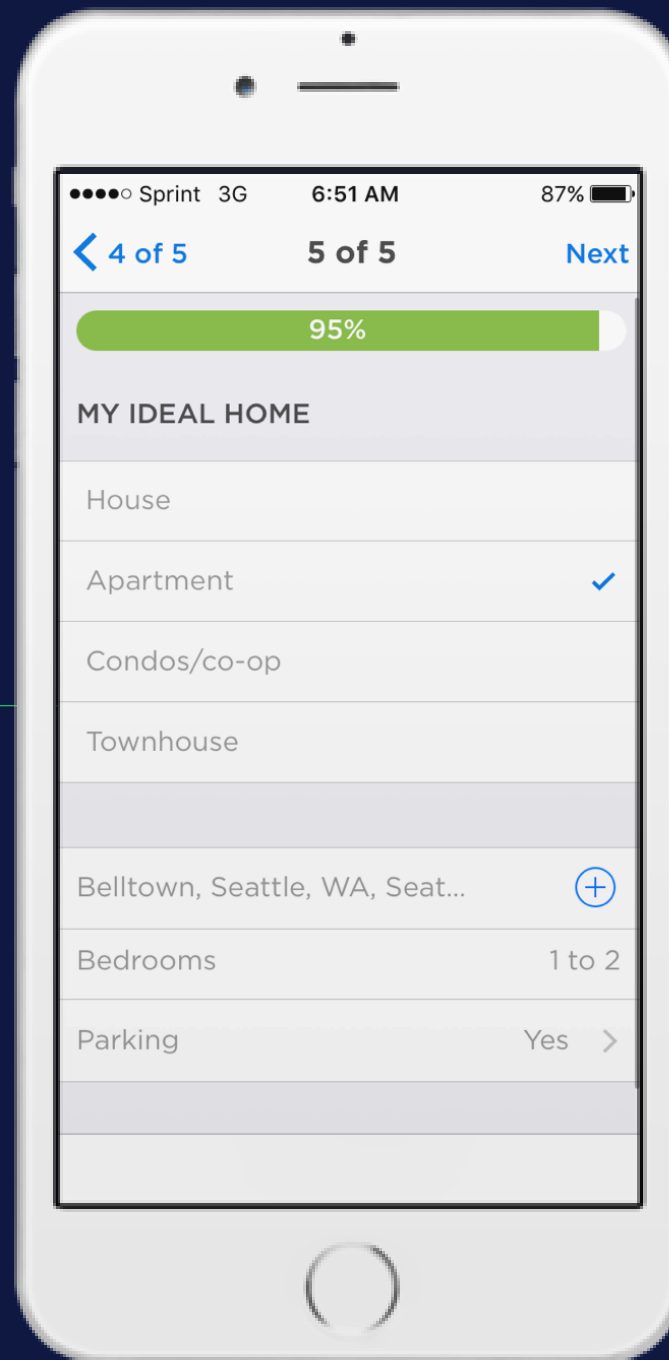 Sprint 3G 6:51 AM 87%
4 of 5 5 of 5 Next
95%
MY IDEAL HOME
House
Apartment
Condos/co-op
Townhouse
Belltown, Seattle, WA, Seat...
Bedrooms 1 to 2
Parking Yes